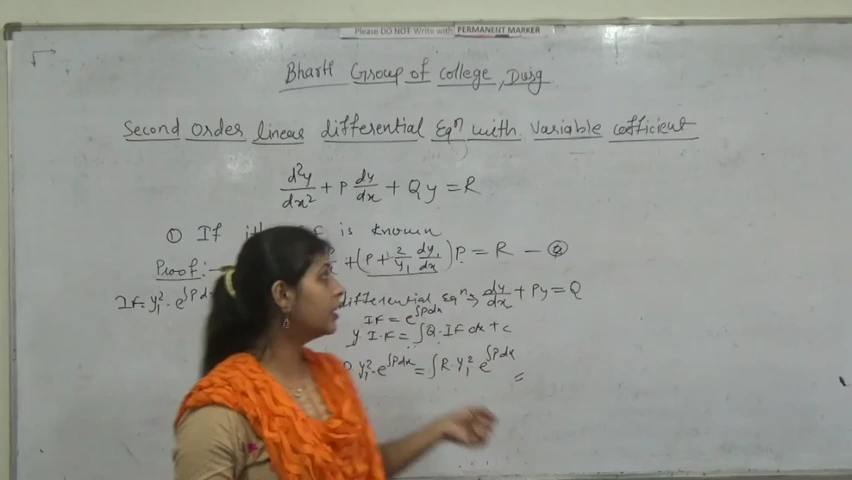 Please DO NOT Write with PERMANENT MARKER
Bharti Group of college, Durg
Second Order linear differential Eqⁿ with variable coefficient
d²y/dx² + P dy/dx + Qy = R
① If is known
Proof:- + (P + 2/y₁ dy₁/dx) P = R —
IF = y₁² · e^∫Pdx differential Eqⁿ ⇒ dy/dx + Py = Q
IF = e^∫Pdx
y I·F = ∫Q · IF dx + c
y₁² · e^∫Pdx = ∫R · y₁² e^∫Pdx =